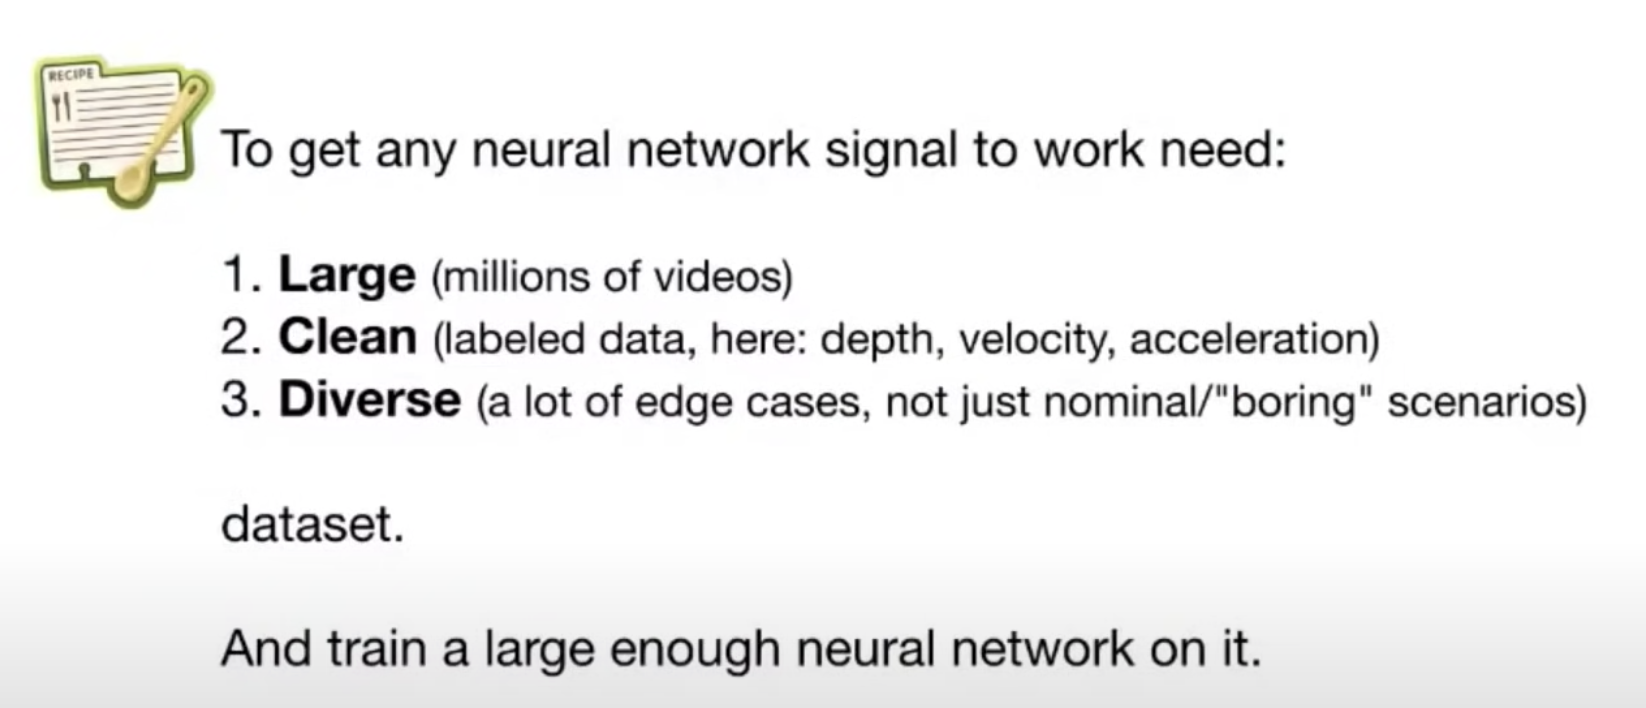 RECIPE
To get any neural network signal to work need:
1. Large (millions of videos)
2. Clean (labeled data, here: depth, velocity, acceleration)
3. Diverse (a lot of edge cases, not just nominal/"boring" scenarios)
dataset.
And train a large enough neural network on it.